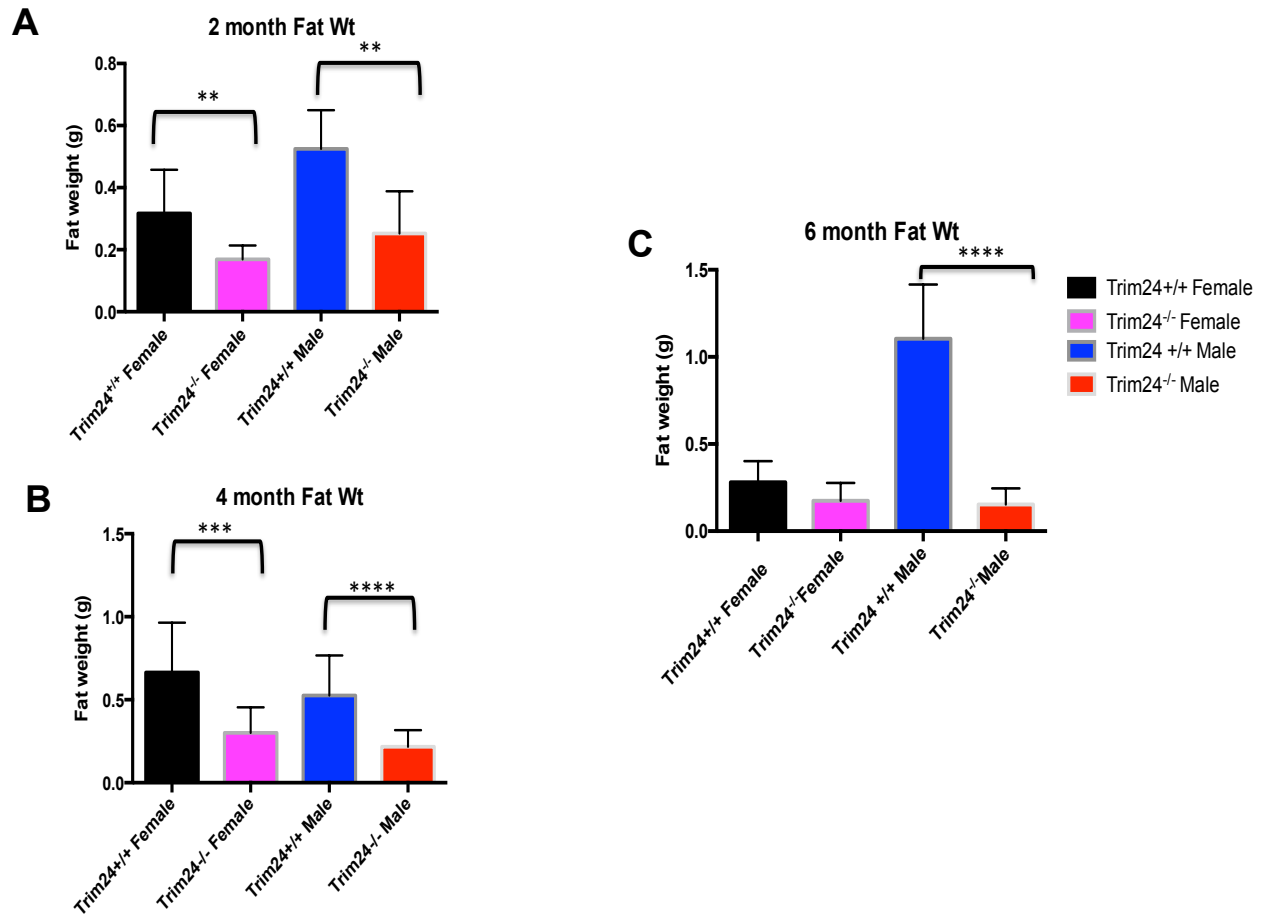 A
2 month Fat Wt
**
**
Fat weight (g)
0.8
0.6
0.4
0.2
0.0
Trim24+/+ Female
Trim24-/- Female
Trim24+/+ Male
Trim24-/- Male
B
4 month Fat Wt
***
****
Fat weight (g)
1.5
1.0
0.5
0.0
Trim24+/+ Female
Trim24-/- Female
Trim24+/+ Male
Trim24-/- Male
C
6 month Fat Wt
****
Fat weight (g)
1.5
1.0
0.5
0.0
Trim24+/+ Female
Trim24-/-Female
Trim24 +/+ Male
Trim24-/-Male
Trim24+/+ Female
Trim24-/- Female
Trim24 +/+ Male
Trim24-/- Male